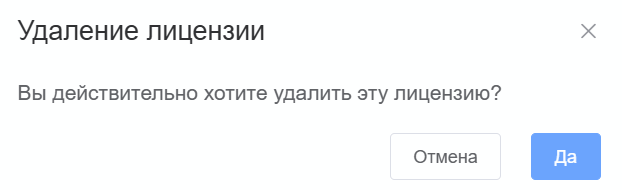 Удаление лицензии
Вы действительно хотите удалить эту лицензию?
Отмена
Да